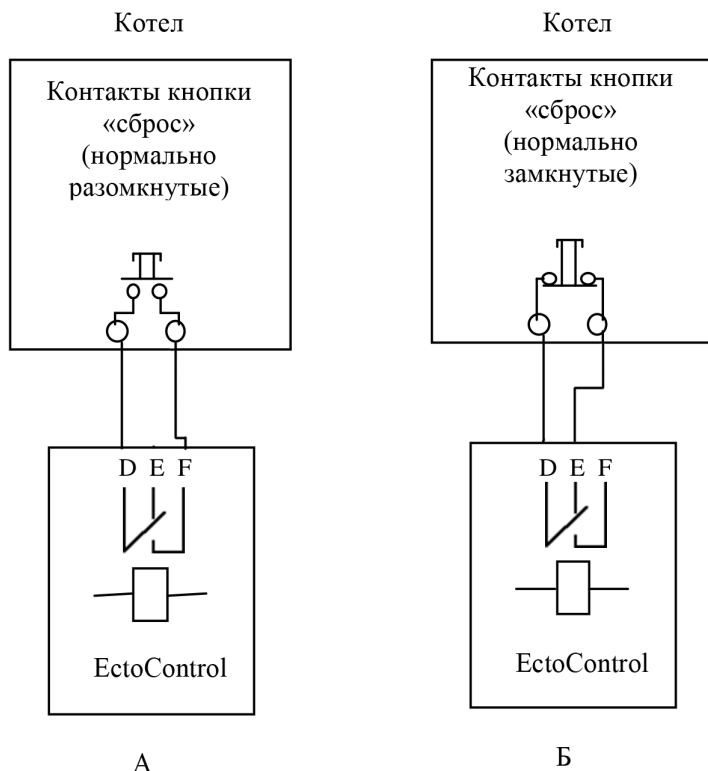 Котел
Контакты кнопки
«сброс»
(нормально
разомкнутые)
D E F
EctoControl
А
Котел
Контакты кнопки
«сброс»
(нормально
замкнутые)
D E F
EctoControl
Б